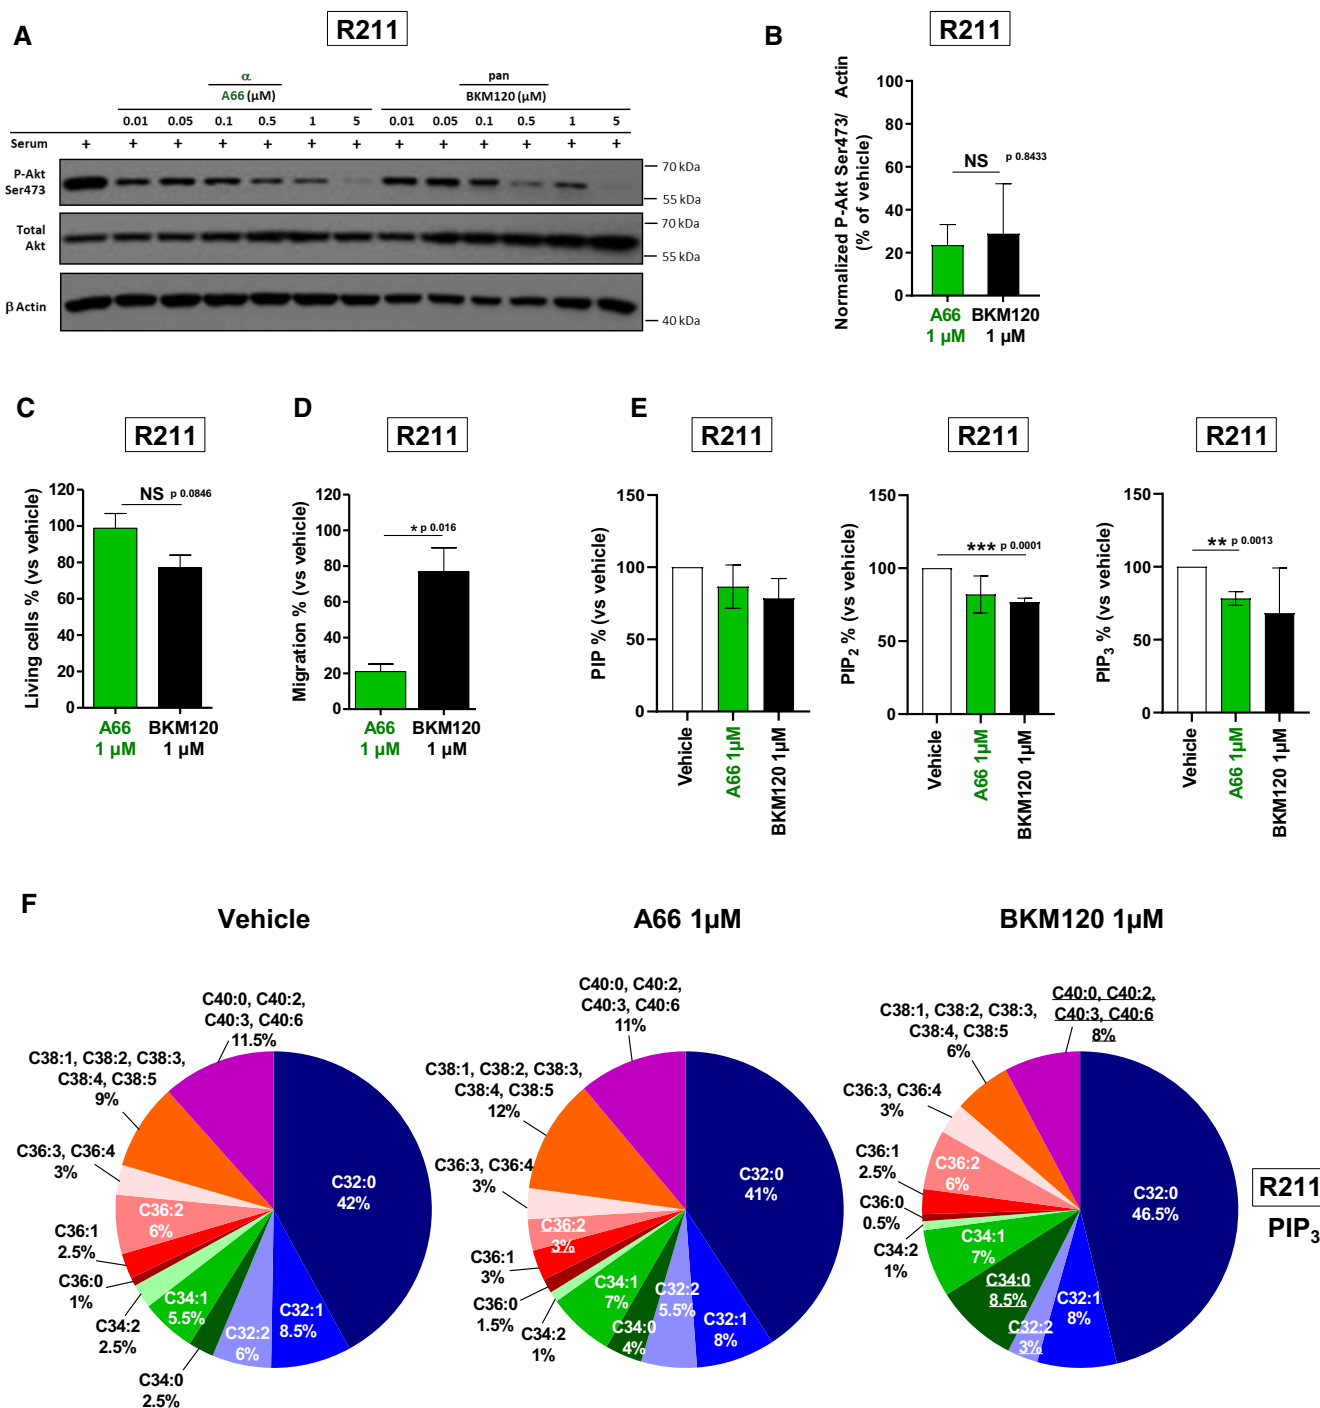 A
R211
α
A66 (µM)
pan
BKM120 (µM)
0.01 0.05 0.1 0.5 1 5 0.01 0.05 0.1 0.5 1 5
Serum + + + + + + + + + + + + +
P-Akt
Ser473
70 kDa
55 kDa
Total
Akt
70 kDa
55 kDa
β Actin
40 kDa
B
R211
Normalized P-Akt Ser473/ Actin
(% of vehicle)
100
80
60
40
20
0
NS p 0.8433
A66
1 µM
BKM120
1 µM
C
R211
Living cells % (vs vehicle)
120
100
80
60
40
20
0
NS p 0.0846
A66
1 µM
BKM120
1 µM
D
R211
Migration % (vs vehicle)
120
100
80
60
40
20
0
* p 0.016
A66
1 µM
BKM120
1 µM
E
R211
PIP % (vs vehicle)
150
100
50
0
Vehicle
A66 1µM
BKM120 1µM
R211
PIP2 % (vs vehicle)
150
100
50
0
*** p 0.0001
Vehicle
A66 1µM
BKM120 1µM
R211
PIP3 % (vs vehicle)
150
100
50
0
** p 0.0013
Vehicle
A66 1µM
BKM120 1µM
F
Vehicle
C40:0, C40:2,
C40:3, C40:6
11.5%
C38:1, C38:2, C38:3,
C38:4, C38:5
9%
C36:3, C36:4
3%
C36:2
6%
C36:1
2.5%
C36:0
1%
C34:2
2.5%
C34:1
5.5%
C34:0
2.5%
C32:2
6%
C32:1
8.5%
C32:0
42%
A66 1µM
C40:0, C40:2,
C40:3, C40:6
11%
C38:1, C38:2, C38:3,
C38:4, C38:5
12%
C36:3, C36:4
3%
C36:2
3%
C36:1
3%
C36:0
1.5%
C34:2
1%
C34:1
7%
C34:0
4%
C32:2
5.5%
C32:1
8%
C32:0
41%
BKM120 1µM
C40:0, C40:2,
C40:3, C40:6
8%
C38:1, C38:2, C38:3,
C38:4, C38:5
6%
C36:3, C36:4
3%
C36:2
6%
C36:1
2.5%
C36:0
0.5%
C34:2
1%
C34:1
7%
C34:0
8.5%
C32:2
3%
C32:1
8%
C32:0
46.5%
R211
PIP3